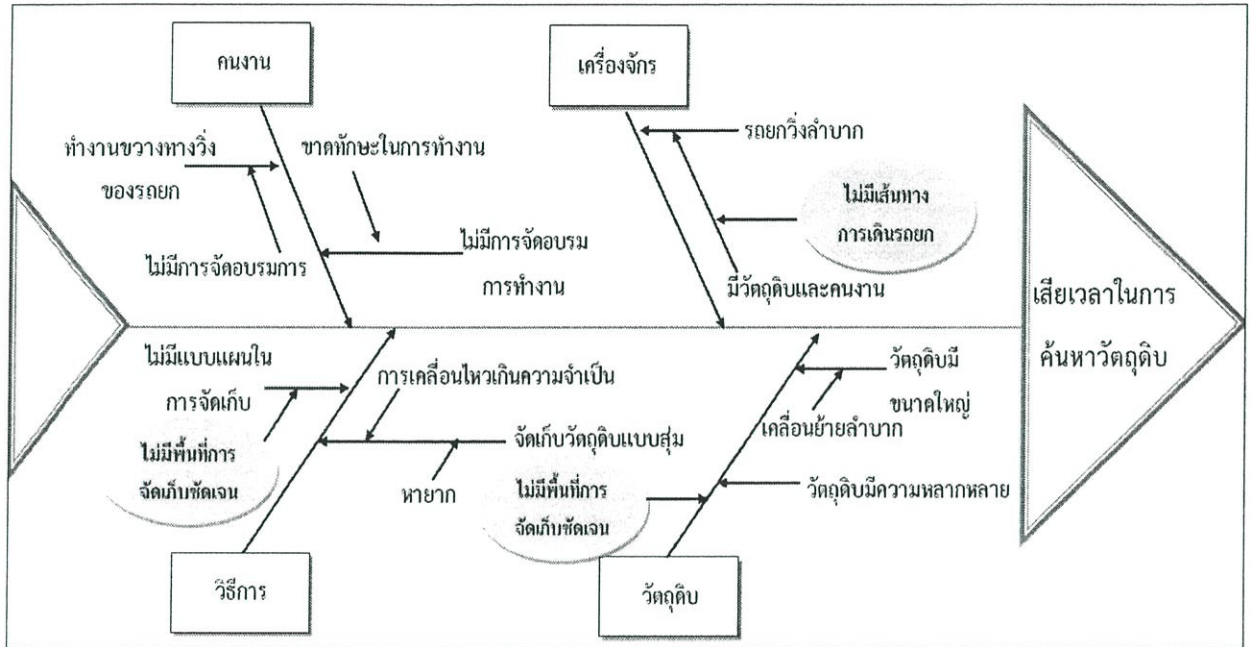 คนงาน
เครื่องจักร
ทำงานขวางทางวิ่ง
ของรถยก
ขาดทักษะในการทำงาน
ไม่มีการจัดอบรมการ
ไม่มีการจัดอบรม
การทำงาน
รถยกวิ่งลำบาก
ไม่มีเส้นทาง
การเดินรถยก
มีวัตถุดิบและคนงาน
เสียเวลาในการ
ค้นหาวัตถุดิบ
ไม่มีแบบแผนใน
การจัดเก็บ
การเคลื่อนไหวเกินความจำเป็น
ไม่มีพื้นที่การ
จัดเก็บชัดเจน
จัดเก็บวัตถุดิบแบบสุ่ม
หายาก
วัตถุดิบมี
ขนาดใหญ่
เคลื่อนย้ายลำบาก
ไม่มีพื้นที่การ
จัดเก็บชัดเจน
วัตถุดิบมีความหลากหลาย
วิธีการ
วัตถุดิบ